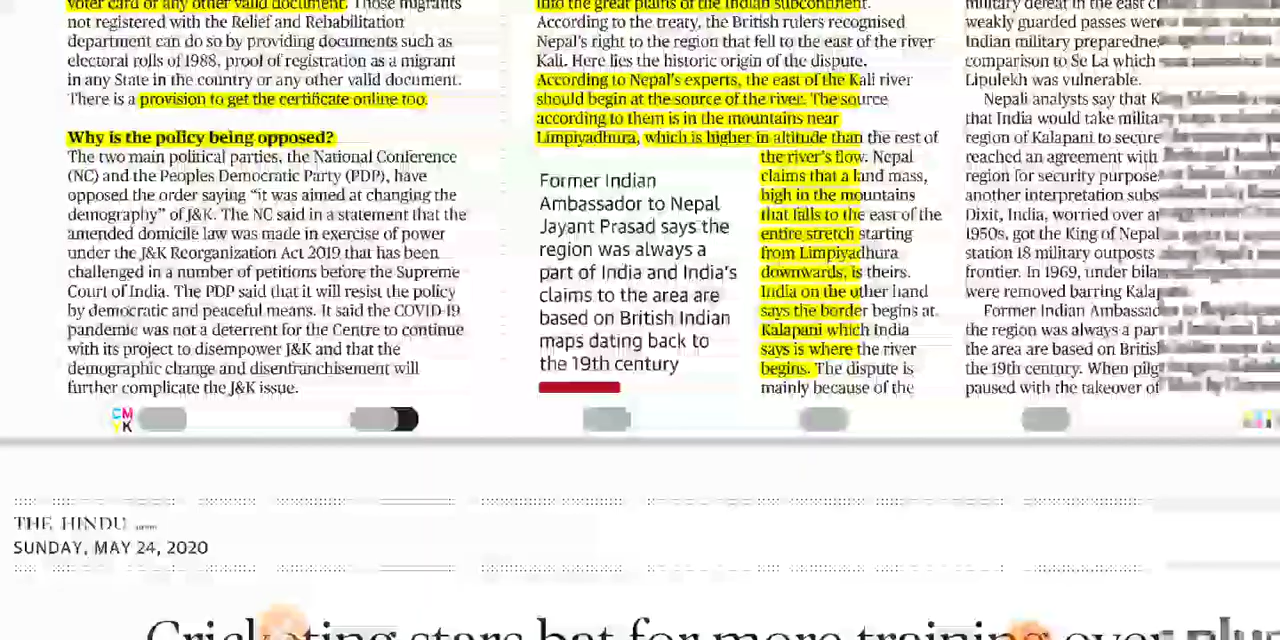 voter card or any other valid document. Those migrants
not registered with the Relief and Rehabilitation
department can do so by providing documents such as
electoral rolls of 1988, proof of registration as a migrant
in any State in the country or any other valid document.
There is a provision to get the certificate online too.
Why is the policy being opposed?
The two main political parties, the National Conference
(NC) and the Peoples Democratic Party (PDP), have
opposed the order saying “it was aimed at changing the
demography” of J&K. The NC said in a statement that the
amended domicile law was made in exercise of power
under the J&K Reorganization Act 2019 that has been
challenged in a number of petitions before the Supreme
Court of India. The PDP said that it will resist the policy
by democratic and peaceful means. It said the COVID-19
pandemic was not a deterrent for the Centre to continue
with its project to disempower J&K and that the
demographic change and disenfranchisement will
further complicate the J&K issue.
into the great plains of the Indian subcontinent.
According to the treaty, the British rulers recognised
Nepal's right to the region that fell to the east of the river
Kali. Here lies the historic origin of the dispute.
According to Nepal's experts, the east of the Kali river
should begin at the source of the river. The source
according to them is in the mountains near
Limpiyadhura, which is higher in altitude than the rest of
the river's flow. Nepal
claims that a land mass,
high in the mountains
that falls to the east of the
entire stretch starting
from Limpiyadhura
downwards, is theirs.
India on the other hand
says the border begins at
Kalapani which India
says is where the river
begins. The dispute is
mainly because of the
Former Indian
Ambassador to Nepal
Jayant Prasad says the
region was always a
part of India and India's
claims to the area are
based on British Indian
maps dating back to
the 19th century
military defeat in the east
weakly guarded passes were
Indian military
comparison to Se La which
Lipulekh was vulnerable.
Nepali analysts say that
that India would take
region of Kalapani to secure
reached an agreement with
region for security
another interpretation
Dixit, India, worried over
1950s, got the King of Nepal
station 18 military outposts
frontier. In 1969, under
were removed barring
Former Indian
the region was always a
the area are based on
the 19th century. When
paused with the takeover of
CMYK
THE HINDU
SUNDAY, MAY 24, 2020
Cricketing stars bat for more training over